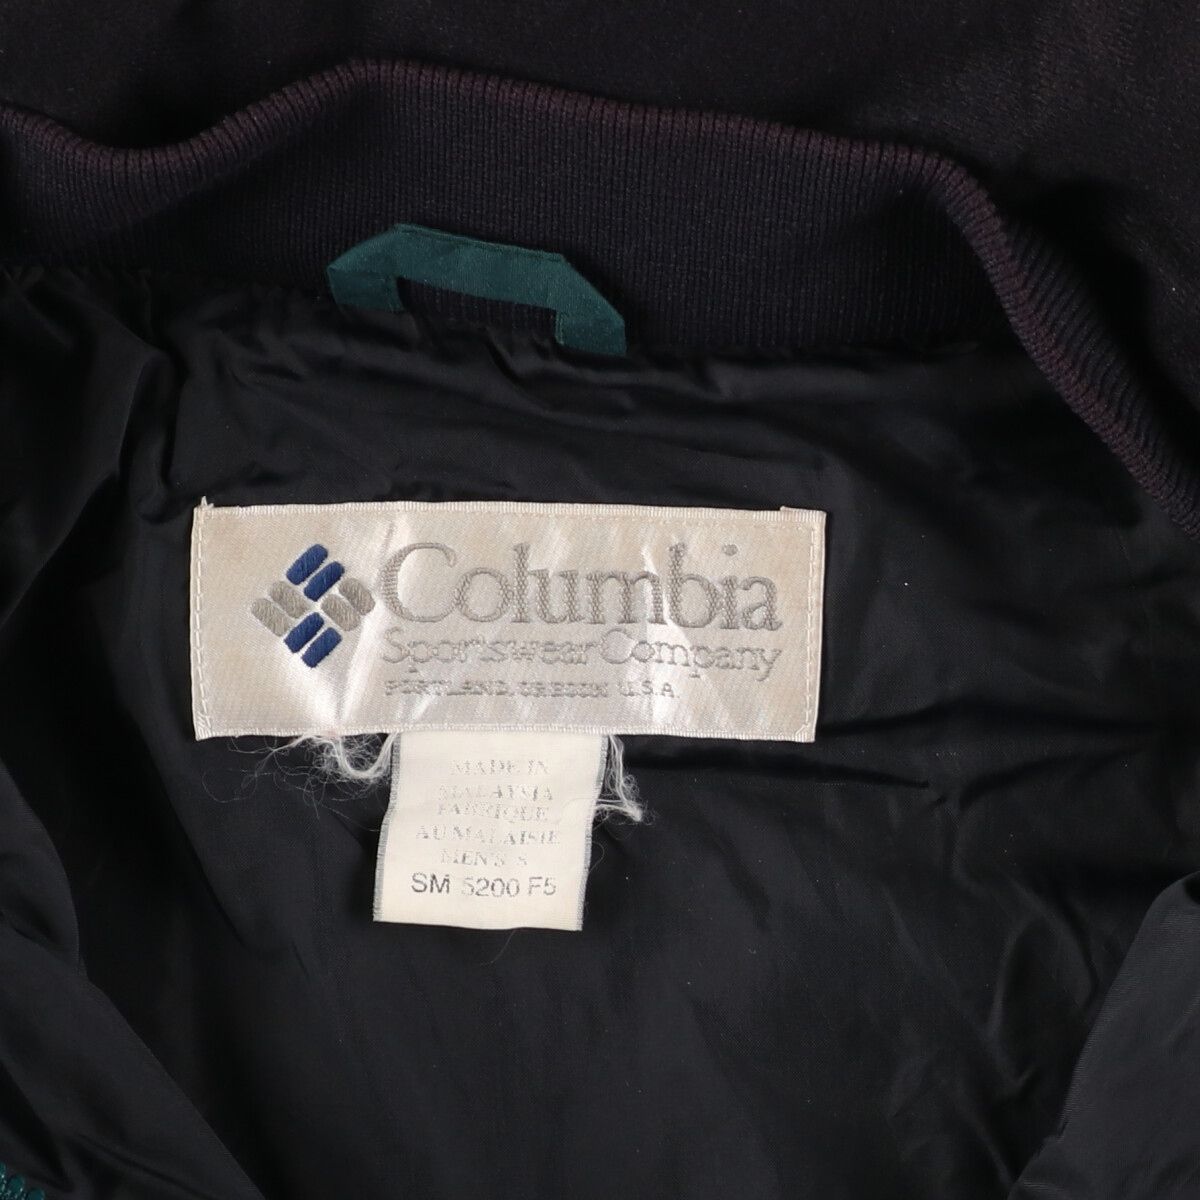 Columbia
Sportswear Company
PORTLAND, OREGON U.S.A.
MADE IN
MALAYSIA
FABRIQUE
AU MALAISIE
MEN'S S
SM 5200 F5